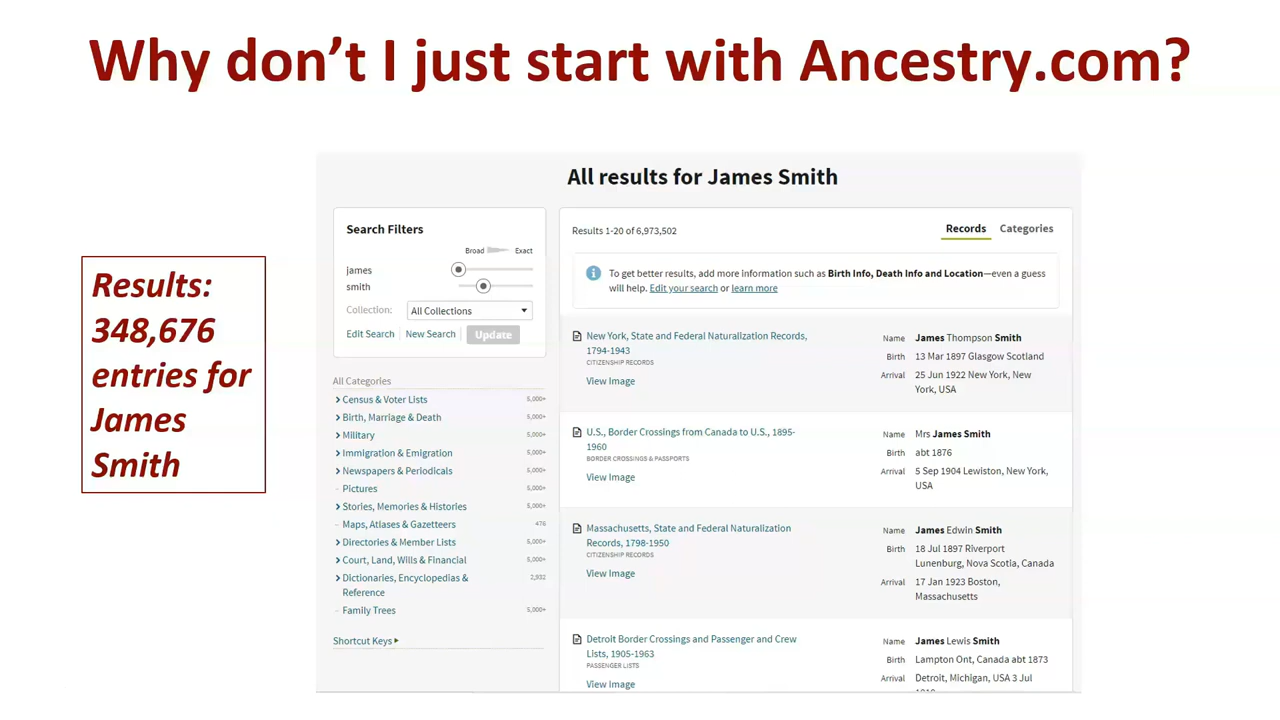 Why don’t I just start with Ancestry.com?
Results:
348,676
entries for
James
Smith
All results for James Smith
Search Filters
Broad Exact
james
smith
Collection: All Collections
Edit Search New Search Update
All Categories
Census & Voter Lists 5,000+
Birth, Marriage & Death 5,000+
Military 5,000+
Immigration & Emigration 5,000+
Newspapers & Periodicals 5,000+
Pictures 5,000+
Stories, Memories & Histories 5,000+
Maps, Atlases & Gazetteers 476
Directories & Member Lists 5,000+
Court, Land, Wills & Financial 5,000+
Dictionaries, Encyclopedias & 2,932
Reference
Family Trees 5,000+
Shortcut Keys
Results 1-20 of 6,973,502 Records Categories
To get better results, add more information such as Birth Info, Death Info and Location—even a guess
will help. Edit your search or learn more
New York, State and Federal Naturalization Records,
1794-1943
CITIZENSHIP RECORDS
View Image
Name James Thompson Smith
Birth 13 Mar 1897 Glasgow Scotland
Arrival 25 Jun 1922 New York, New
York, USA
U.S., Border Crossings from Canada to U.S., 1895-
1960
BORDER CROSSINGS & PASSPORTS
View Image
Name Mrs James Smith
Birth abt 1876
Arrival 5 Sep 1904 Lewiston, New York,
USA
Massachusetts, State and Federal Naturalization
Records, 1798-1950
CITIZENSHIP RECORDS
View Image
Name James Edwin Smith
Birth 18 Jul 1897 Riverport
Lunenburg, Nova Scotia, Canada
Arrival 17 Jan 1923 Boston,
Massachusetts
Detroit Border Crossings and Passenger and Crew
Lists, 1905-1963
PASSENGER LISTS
View Image
Name James Lewis Smith
Birth Lampton Ont, Canada abt 1873
Arrival Detroit, Michigan, USA 3 Jul